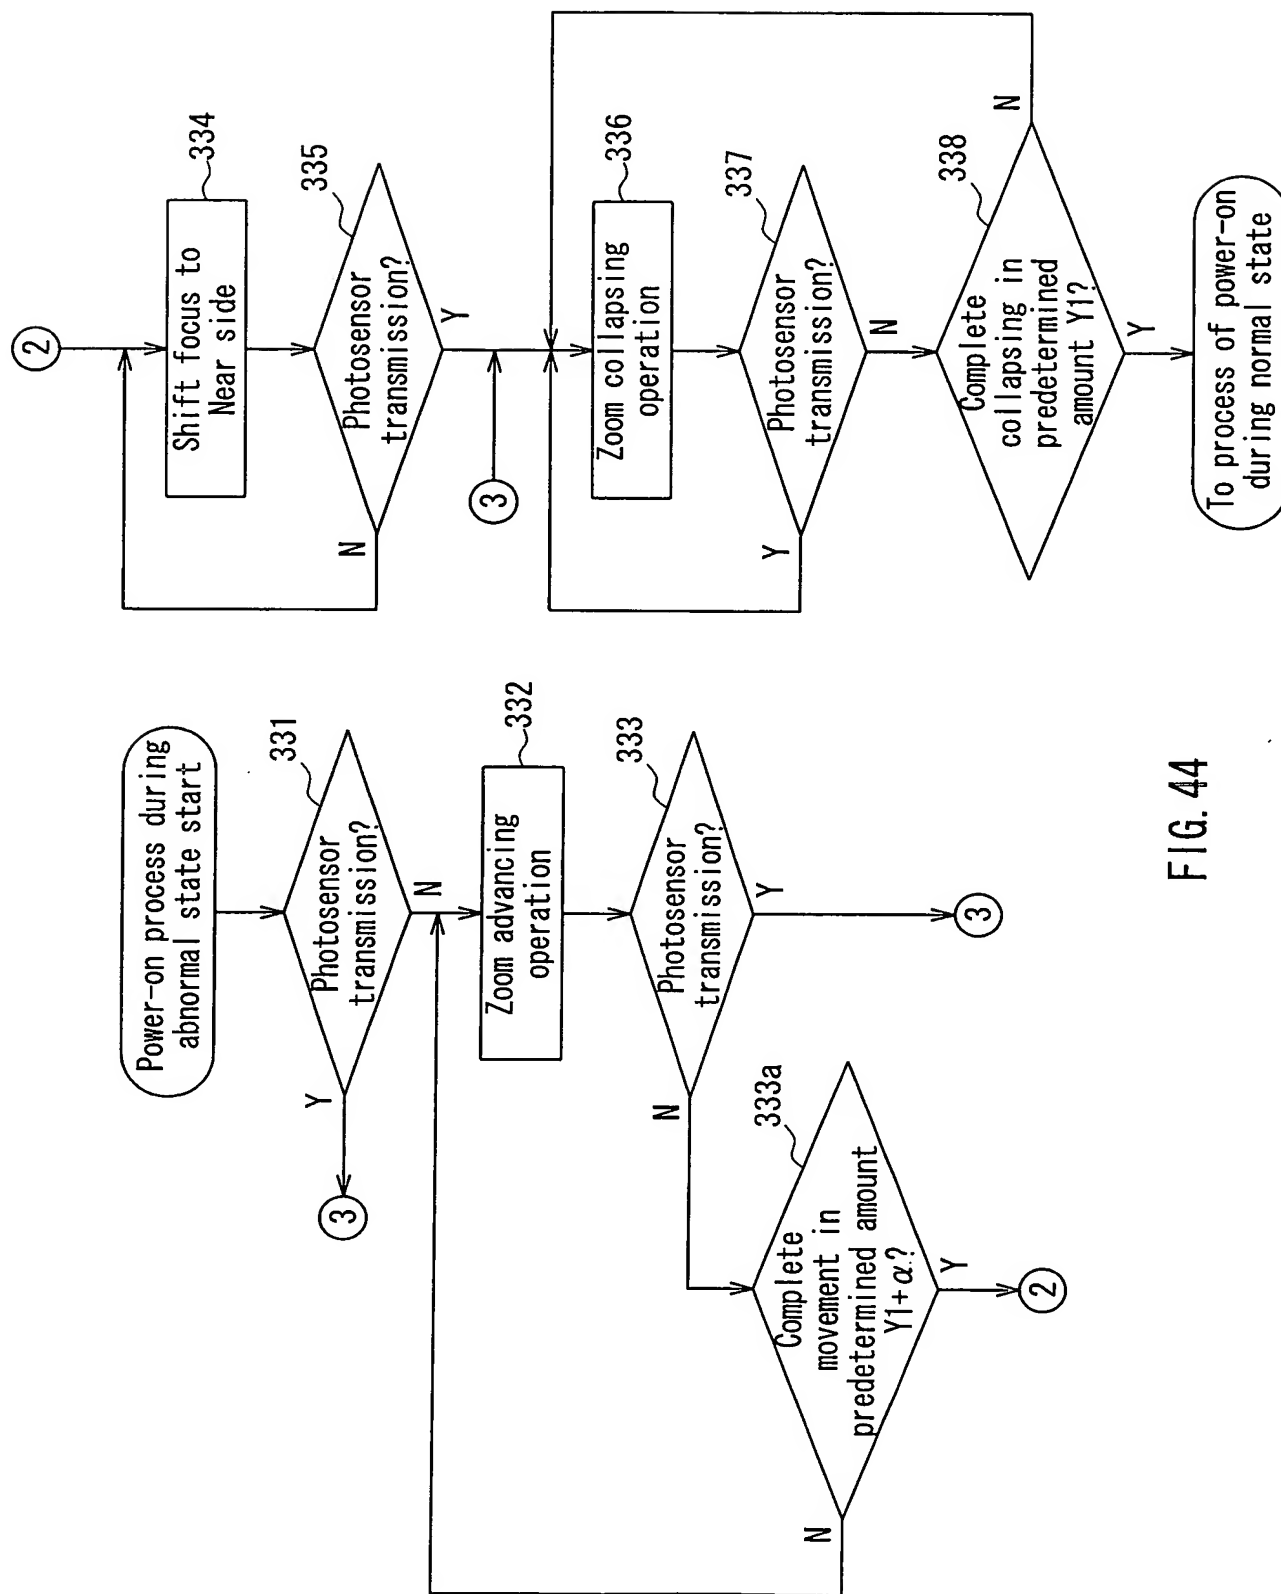 Power-on process during
abnormal state start
331
Photosensor
transmission?
Y
3
N
332
Zoom advancing
operation
333
Photosensor
transmission?
N
Y
3
333a
Complete
movement in
predetermined amount
Y1+α?
N
Y
2
2
334
Shift focus to
Near side
335
Photosensor
transmission?
N
Y
3
336
Zoom collapsing
operation
337
Photosensor
transmission?
Y
N
338
Complete
collapsing in
predetermined
amount Y1?
N
Y
To process of power-on
during normal state
FIG. 44